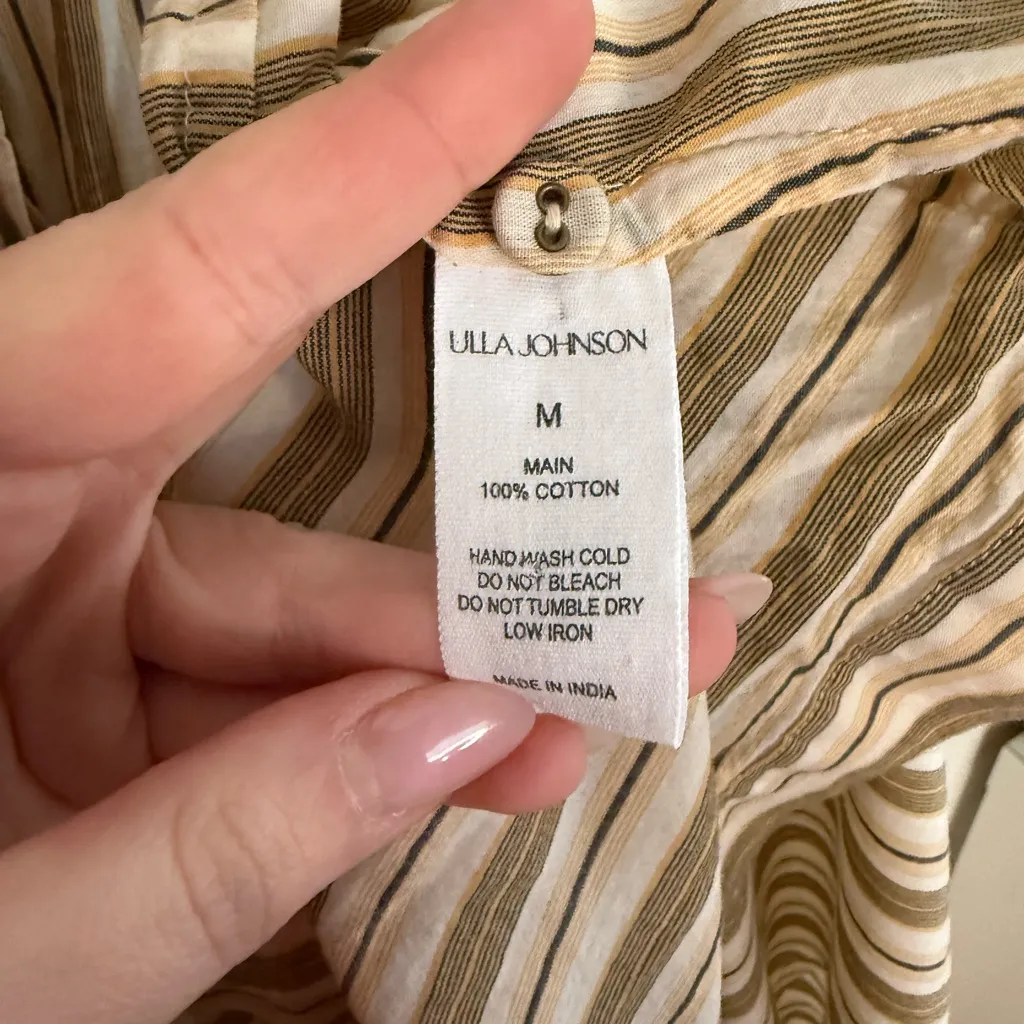 ULLA JOHNSON
M
MAIN
100% COTTON
HAND WASH COLD
DO NOT BLEACH
DO NOT TUMBLE DRY
LOW IRON
MADE IN INDIA